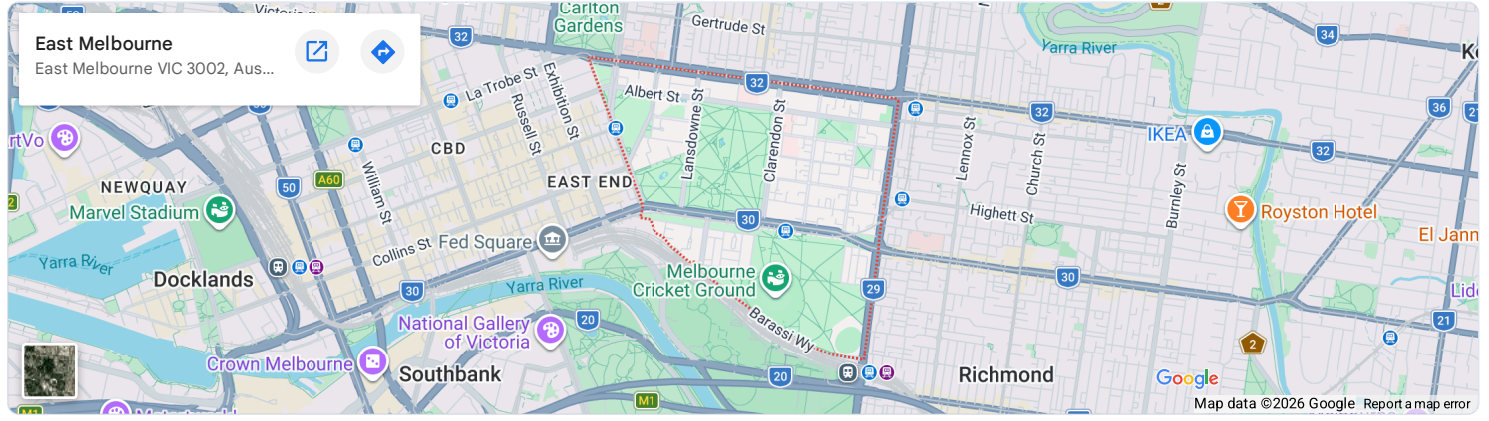 East Melbourne
East Melbourne VIC 3002, Aus...
Carlton
Gardens
Gertrude St
32
34
Yarra River
La Trobe St
Exhibition St
Russell St
Albert St
32
Lansdowne St
Clarendon St
Lennox St
Church St
32
36
IKEA
32
CBD
EAST END
NEWQUAY
50
A60
William St
Marvel Stadium
Collins St
Fed Square
30
Highett St
Burnley St
Royston Hotel
Yarra River
Docklands
30
Yarra River
Melbourne
Cricket Ground
29
30
National Gallery
of Victoria
20
Barassi Wy
21
2
Crown Melbourne
Southbank
20
Richmond
M1
M1
Google
Map data ©2026 Google
Report a map error